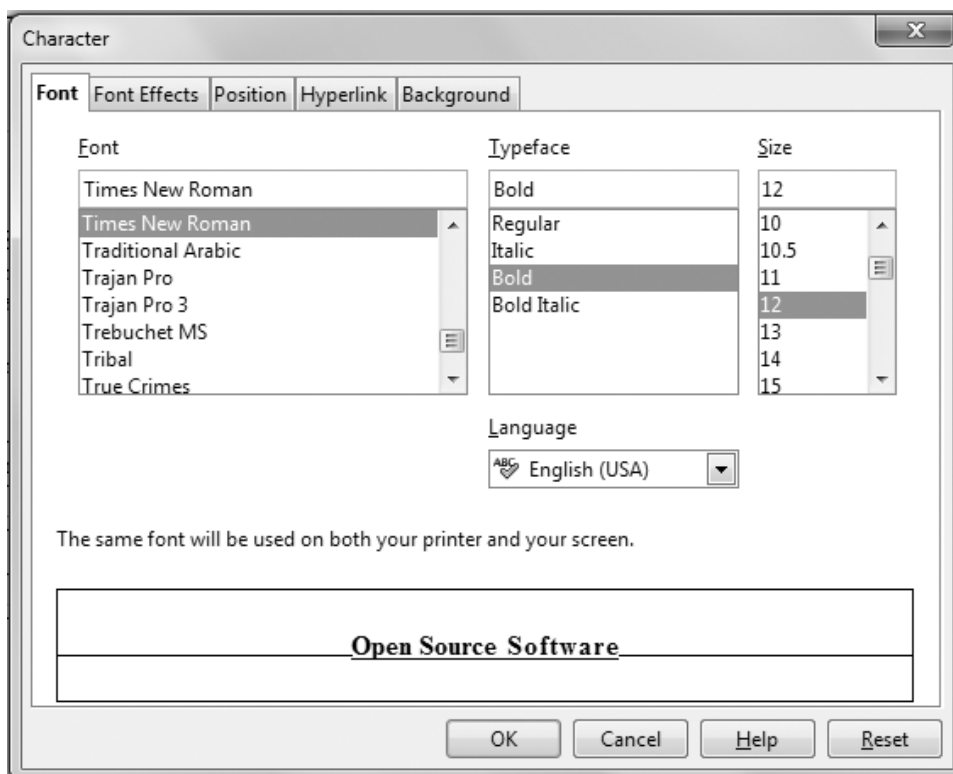 Character
Font Font Effects Position Hyperlink Background
Font
Times New Roman
Times New Roman
Traditional Arabic
Trajan Pro
Trajan Pro 3
Trebuchet MS
Tribal
True Crimes
Typeface
Bold
Regular
Italic
Bold
Bold Italic
Size
12
10
10.5
11
12
13
14
15
Language
ABC English (USA)
The same font will be used on both your printer and your screen.
Open Source Software
OK Cancel Help Reset